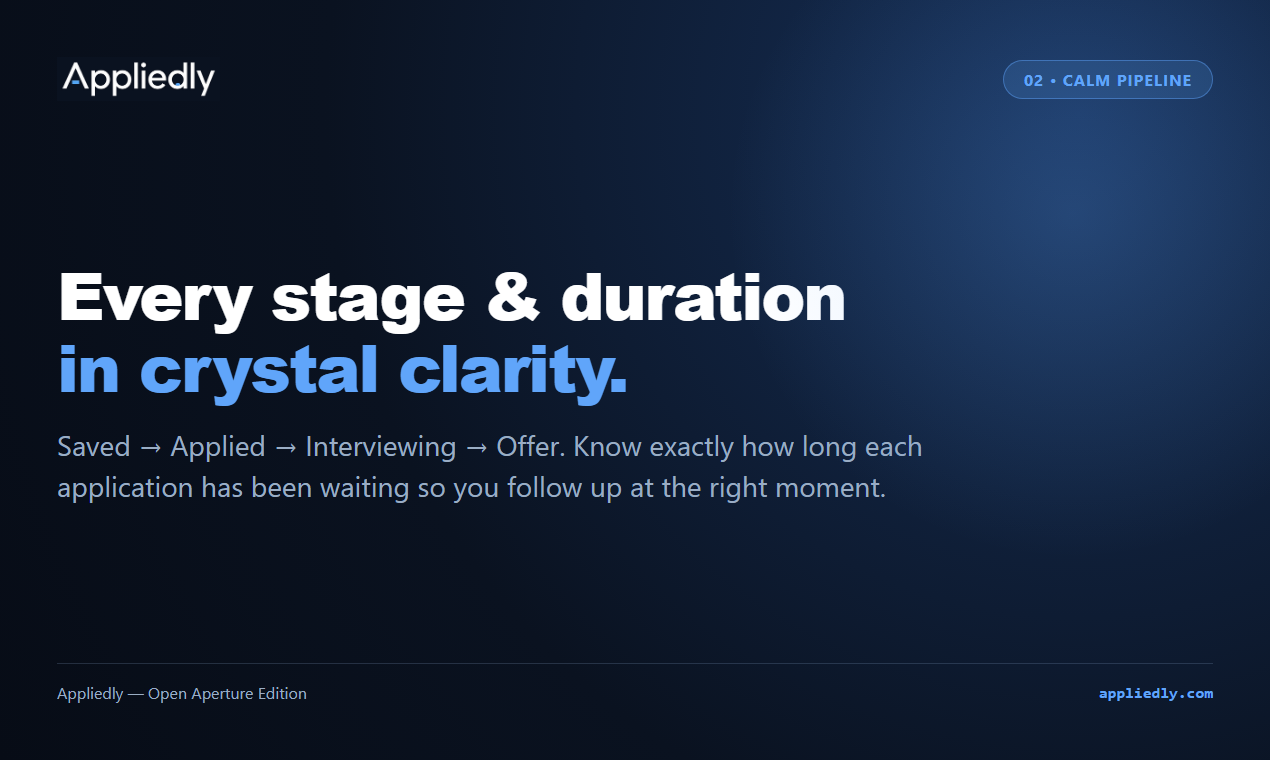 Appliedly
02 • CALM PIPELINE
Every stage & duration
in crystal clarity.
Saved → Applied → Interviewing → Offer. Know exactly how long each
application has been waiting so you follow up at the right moment.
Appliedly — Open Aperture Edition
appliedly.com